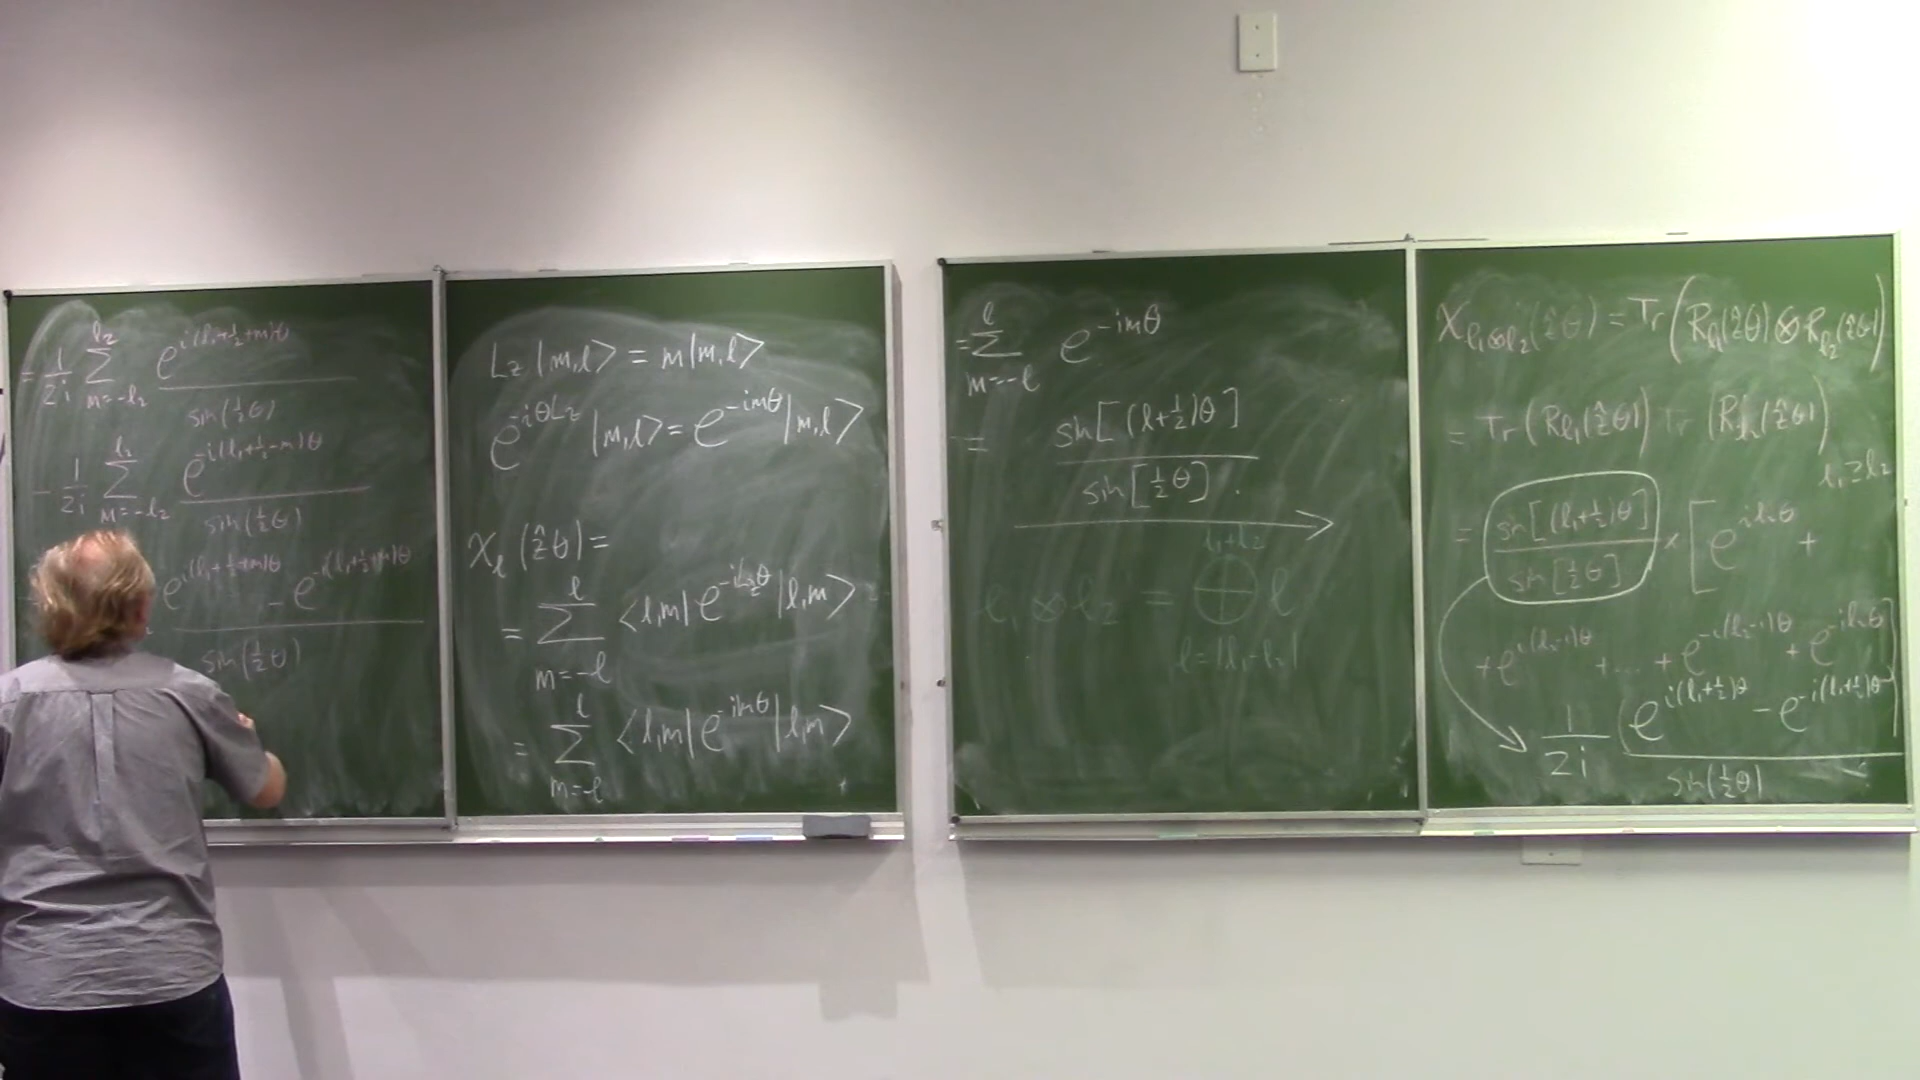 = 1/2i Σ_{m=-l₂}^{l₂} e^{i(l₁+½+m)θ} / sin(½θ)
- 1/2i Σ_{m=-l₂}^{l₂} e^{-i(l₁+½-m)θ} / sin(½θ)
e^{i(l₁+½+m)θ} - e^{-i(l₁+½+m)θ} / sin(½θ)
L_z |m,l> = m|m,l>
e^{-iθL_z} |m,l> = e^{-imθ} |m,l>
χ_l (ẑθ) =
= Σ_{m=-l}^{l} <l,m| e^{-iL_zθ} |l,m>
= Σ_{m=-l}^{l} <l,m| e^{-imθ} |l,m>
= Σ_{m=-l}^{l} e^{-imθ}
= sin[(l+½)θ] / sin[½θ] .
l₁ ⊗ l₂ = ⊕_{l=|l₁-l₂|}^{l₁+l₂} l
χ_{l₁⊗l₂}(ẑθ) = Tr(R_{l₁}(ẑθ) ⊗ R_{l₂}(ẑθ))
= Tr(R_{l₁}(ẑθ)) Tr (R_{l₂}(ẑθ))
l₁ ≥ l₂
= sin[(l₁+½)θ] / sin[½θ] × [ e^{il₂θ} +
+ e^{i(l₂-1)θ} + ... + e^{-i(l₂-1)θ} + e^{-il₂θ} ]
1/2i (e^{i(l₁+½)θ} - e^{-i(l₁+½)θ}) / sin(½θ)